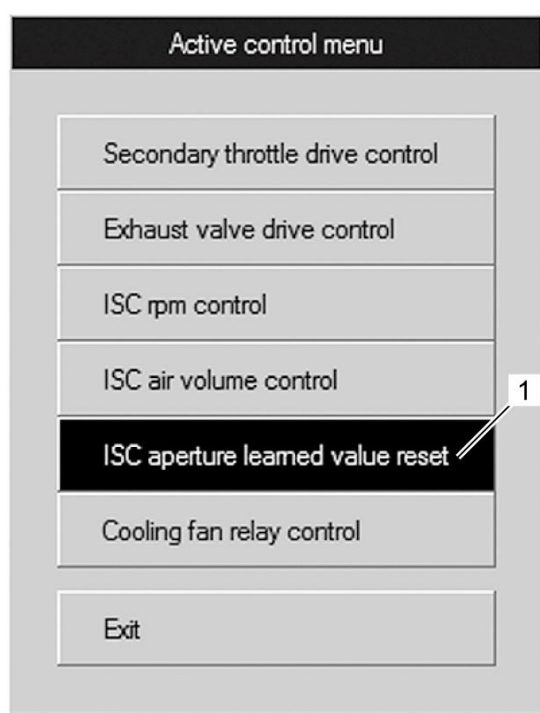 Active control menu
Secondary throttle drive control
Exhaust valve drive control
ISC rpm control
ISC air volume control
1
ISC aperture learned value reset
Cooling fan relay control
Exit